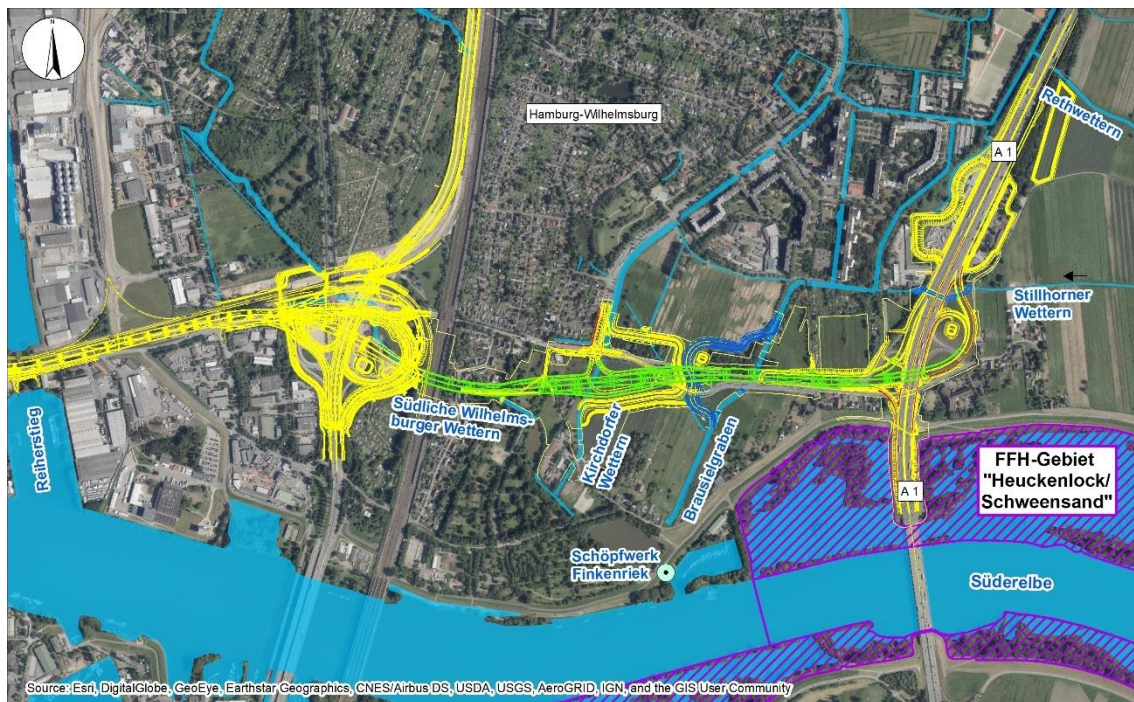 N
Hamburg-Wilhelmsburg
Rethwettern
A 1
Stillhorner
Wettern
Südliche Wilhelms-
burger Wettern
Kirchdorfer
Wettern
Brausielgraben
Reiherstieg
FFH-Gebiet
"Heuckenlock/
Schweensand"
A 1
Schöpfwerk
Finkenriek
Süderelbe
Source: Esri, DigitalGlobe, GeoEye, Earthstar Geographics, CNES/Airbus DS, USDA, USGS, AeroGRID, IGN, and the GIS User Community